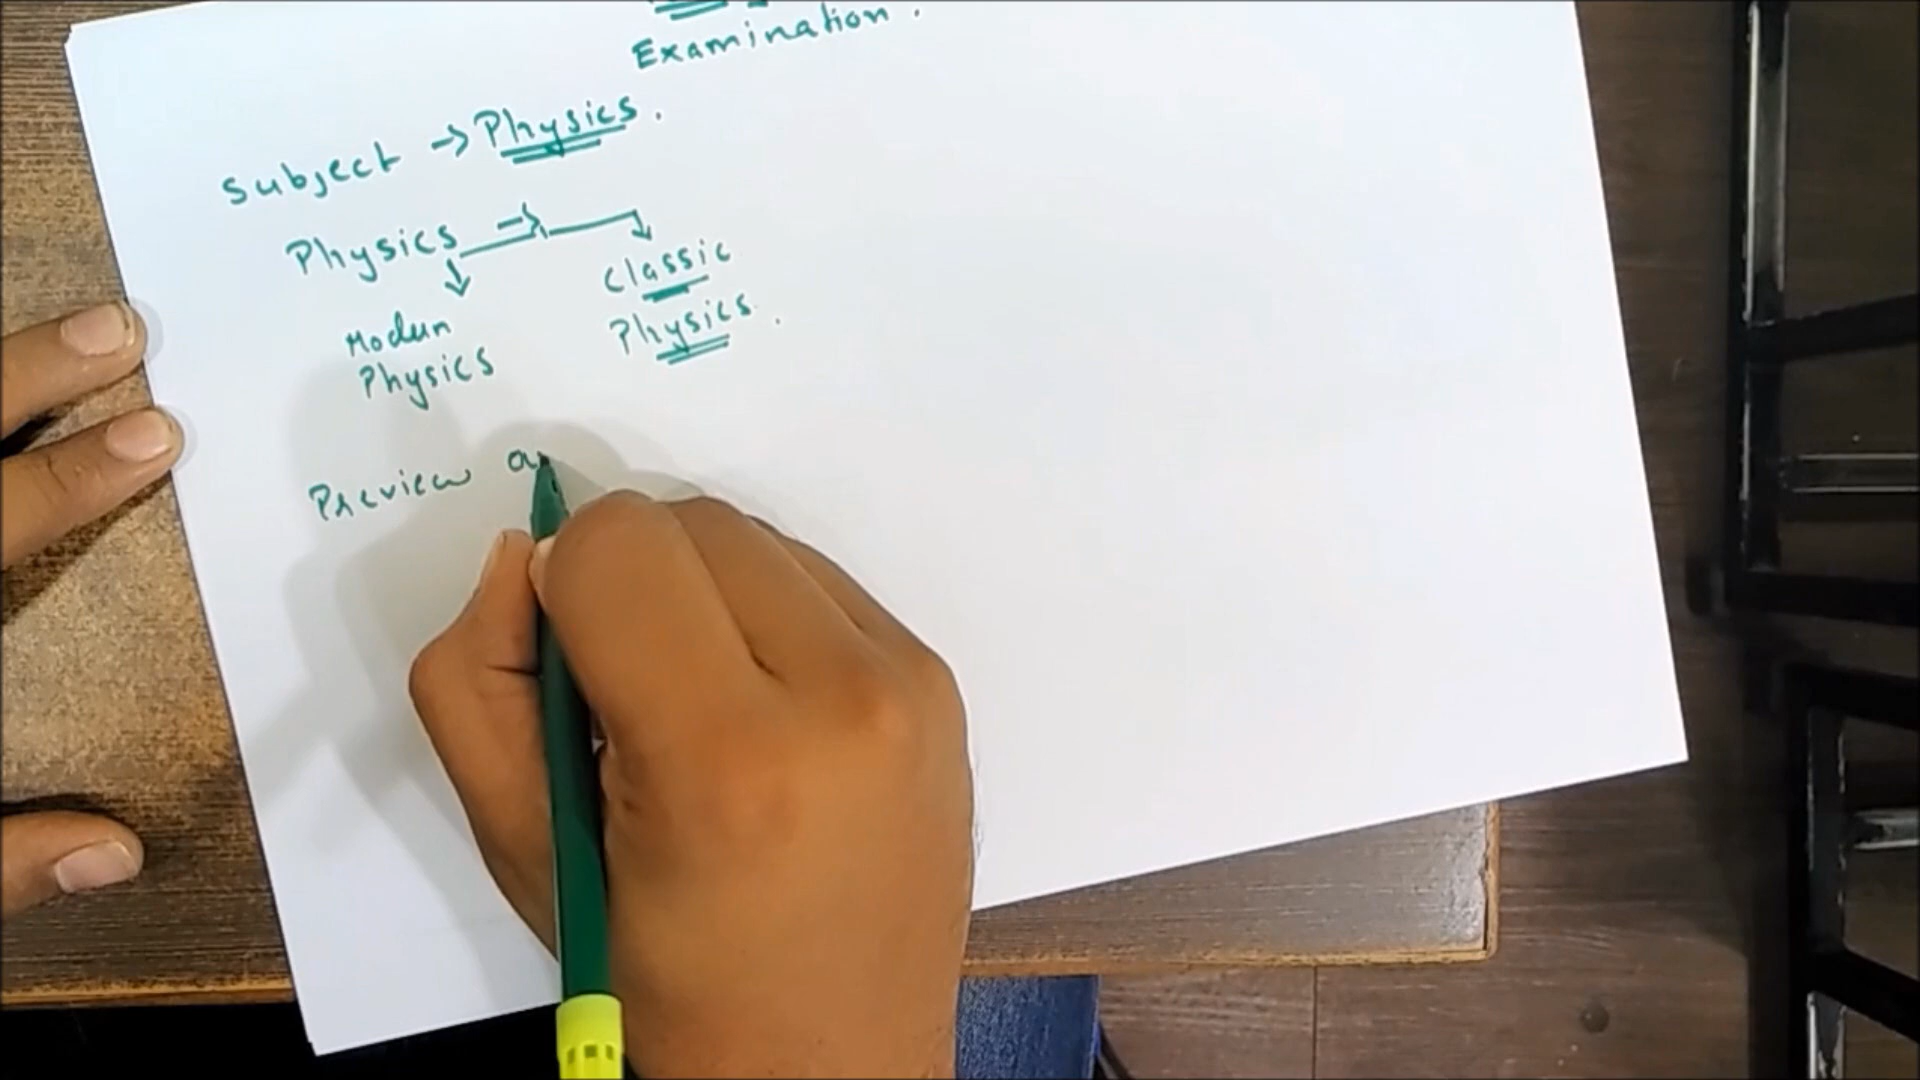 Examination.
Subject → Physics.
Physics →
Modern Classic
Physics Physics.
Preview a